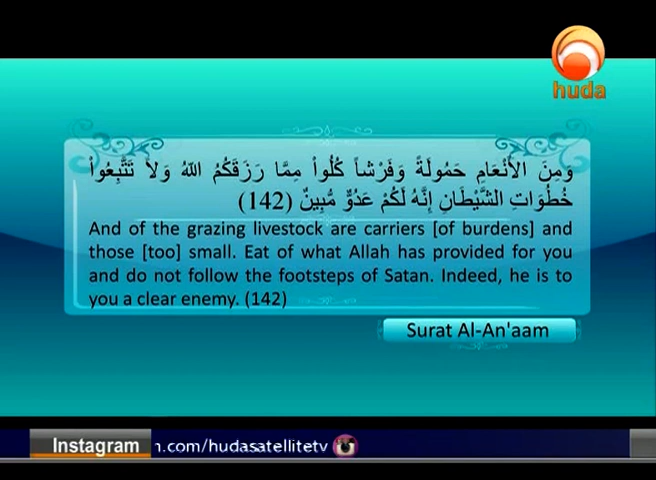 huda
وَمِنَ الأَنْعَامِ حَمُولَةً وَفَرْشاً كُلُواْ مِمَّا رَزَقَكُمُ اللّهُ وَلاَ تَتَّبِعُواْ
خُطُوَاتِ الشَّيْطَانِ إِنَّهُ لَكُمْ عَدُوٌّ مُّبِينٌ (142)
And of the grazing livestock are carriers [of burdens] and
those [too] small. Eat of what Allah has provided for you
and do not follow the footsteps of Satan. Indeed, he is to
you a clear enemy. (142)
Surat Al-An'aam
Instagram
.com/hudasatellitetv